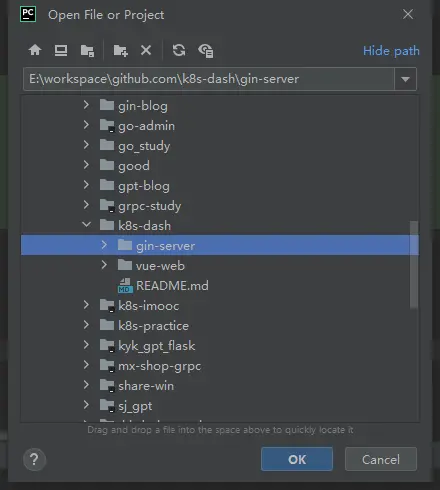 PC Open File or Project
Hide path
E:\workspace\github.com\k8s-dash\gin-server
gin-blog
go-admin
go_study
good
gpt-blog
grpc-study
k8s-dash
gin-server
vue-web
MD README.md
k8s-imooc
k8s-practice
kyk_gpt_flask
mx-shop-grpc
share-win
sj_gpt
Drag and drop a file into the space above to quickly locate it
? OK Cancel